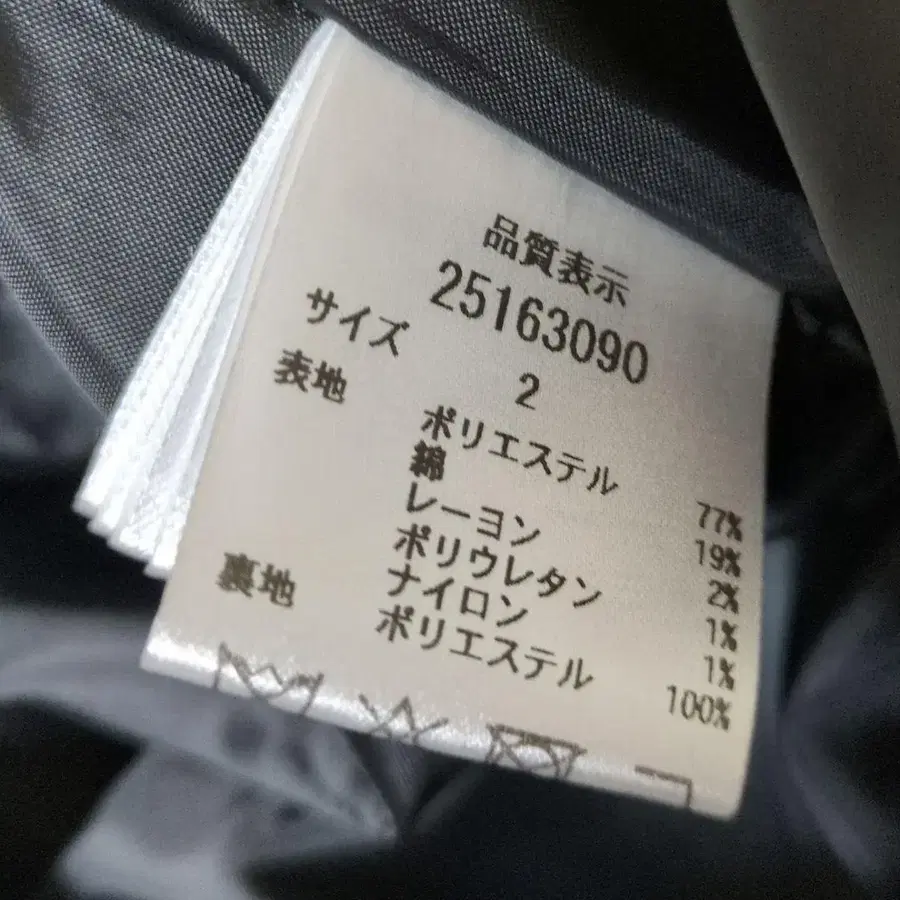 品質表示
25163090
サイズ 2
表地 ポリエステル 77%
綿 19%
レーヨン 2%
ポリウレタン 1%
ナイロン 1%
裏地 ポリエステル 100%